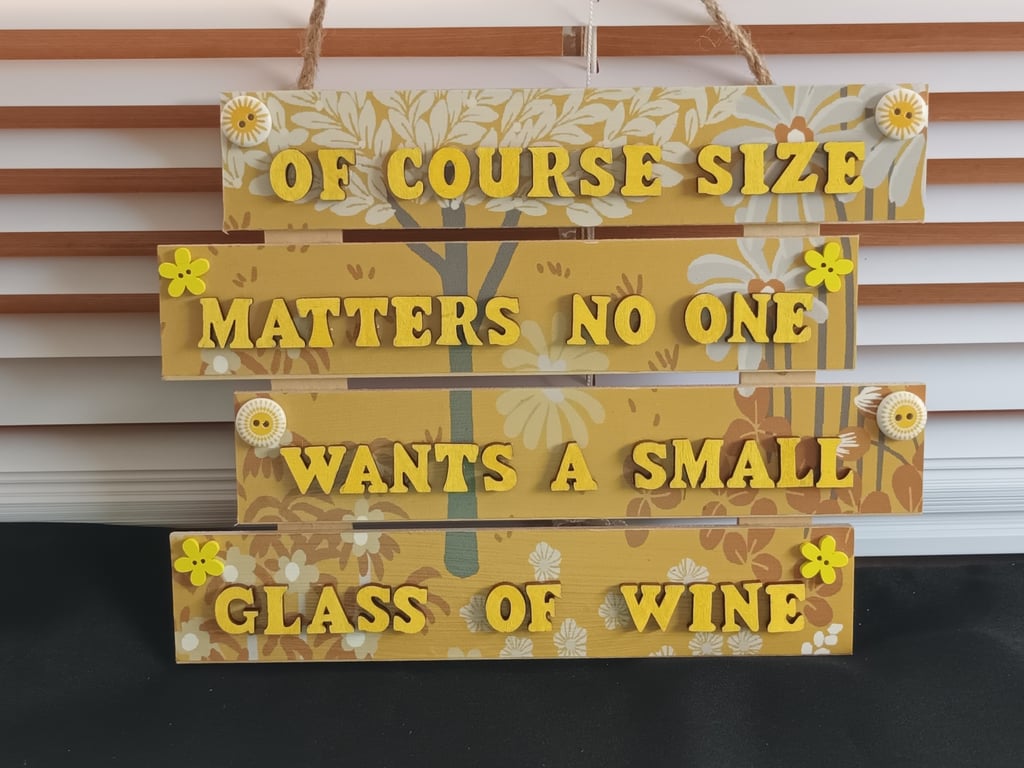 OF COURSE SIZE
MATTERS NO ONE
WANTS A SMALL
GLASS OF WINE